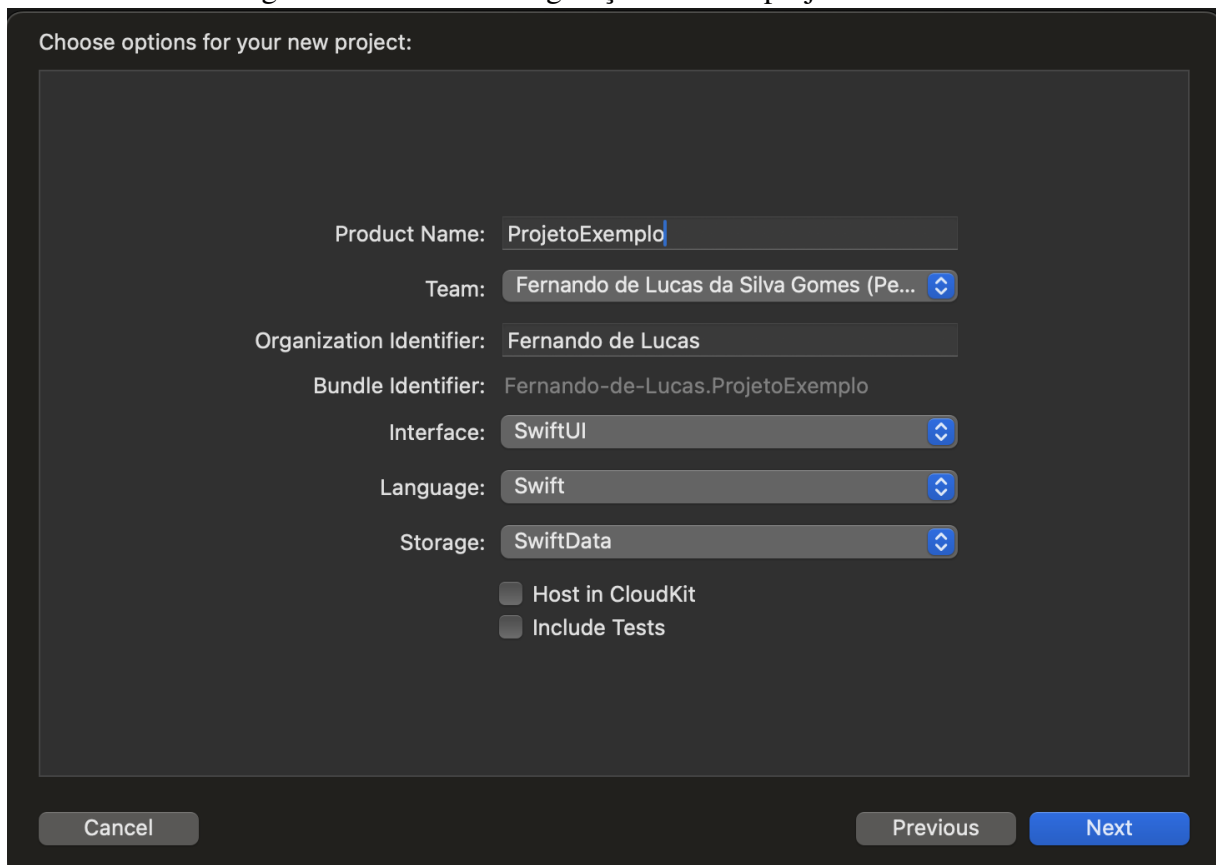 Choose options for your new project:
Product Name: ProjetoExemplo
Team: Fernando de Lucas da Silva Gomes (Pe...
Organization Identifier: Fernando de Lucas
Bundle Identifier: Fernando-de-Lucas.ProjetoExemplo
Interface: SwiftUI
Language: Swift
Storage: SwiftData
Host in CloudKit
Include Tests
Cancel Previous Next